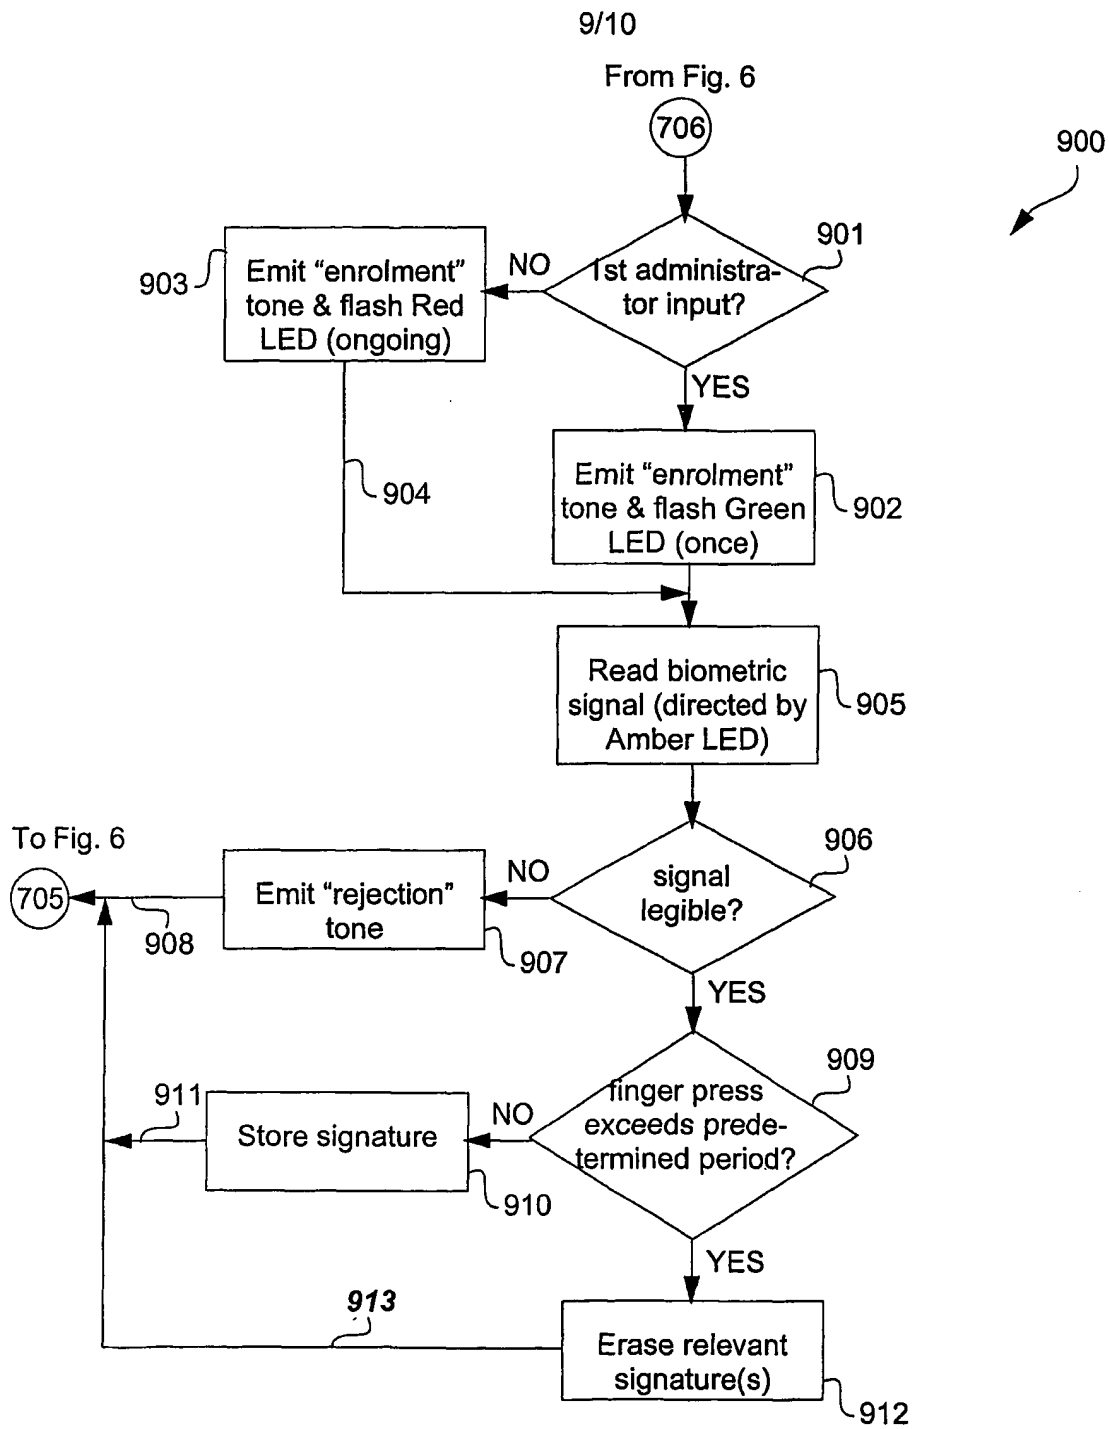 9/10
From Fig. 6
706
900
901
1st administra-
tor input?
NO
903
Emit “enrolment”
tone & flash Red
LED (ongoing)
YES
904
Emit “enrolment”
tone & flash Green
LED (once)
902
Read biometric
signal (directed by
Amber LED)
905
To Fig. 6
705
906
signal
legible?
NO
Emit “rejection”
tone
907
908
YES
909
finger press
exceeds prede-
termined period?
NO
911
Store signature
910
YES
913
Erase relevant
signature(s)
912